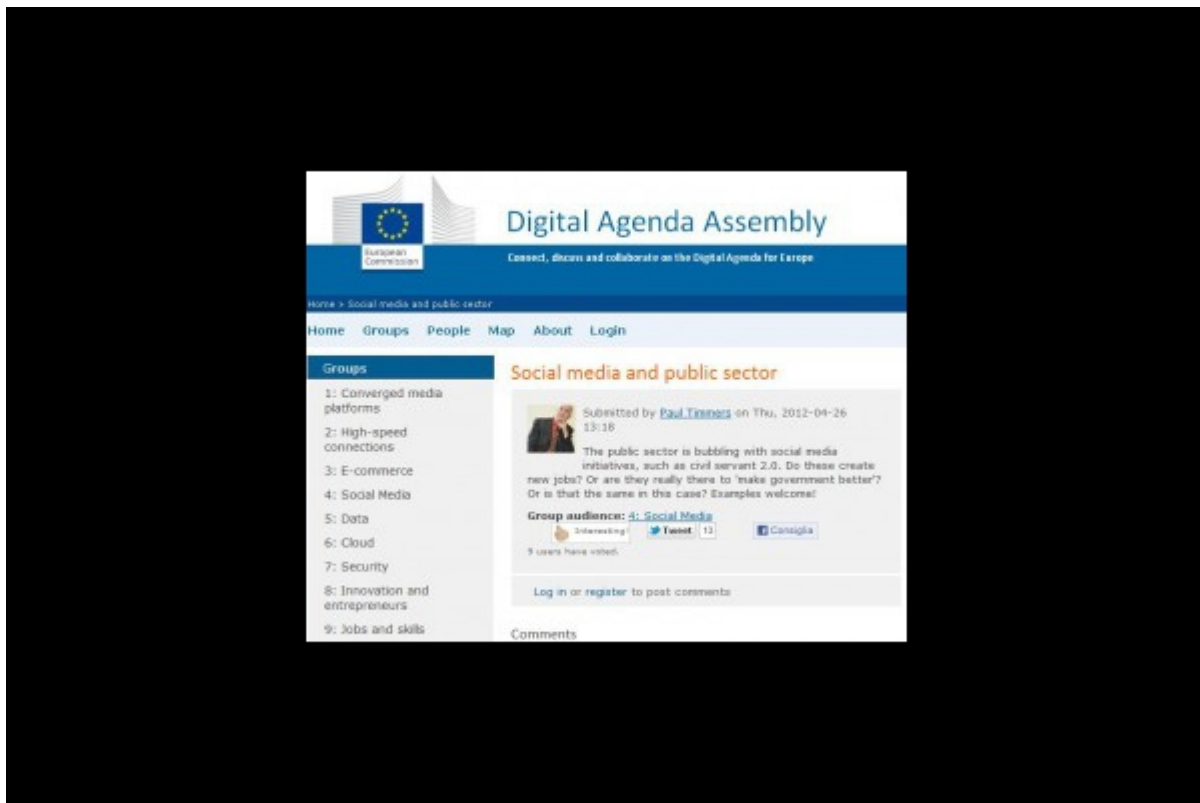 Digital Agenda Assembly
European
Commission
Connect, discuss and collaborate on the Digital Agenda for Europe
Home > Social media and public sector
Home Groups People Map About Login
Groups
1: Converged media
platforms
2: High-speed
connections
3: E-commerce
4: Social Media
5: Data
6: Cloud
7: Security
8: Innovation and
entrepreneurs
9: Jobs and skills
Social media and public sector
Submitted by Paul Timmers on Thu, 2012-04-26
13:18
The public sector is bubbling with social media
initiatives, such as civil servant 2.0. Do these create
new jobs? Or are they really there to 'make government better'?
Or is that the same in this case? Examples welcome!
Group audience: 4: Social Media
Interesting! Tweet 13 Consiglia
9 users have voted.
Log in or register to post comments
Comments